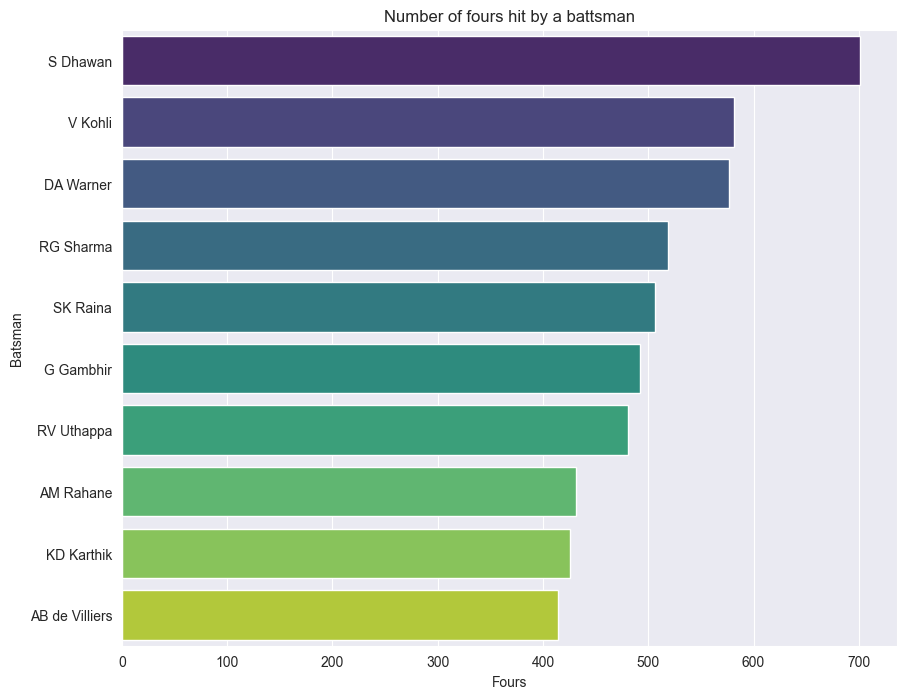 Number of fours hit by a battsman
Batsman
S Dhawan
V Kohli
DA Warner
RG Sharma
SK Raina
G Gambhir
RV Uthappa
AM Rahane
KD Karthik
AB de Villiers
0 100 200 300 400 500 600 700
Fours